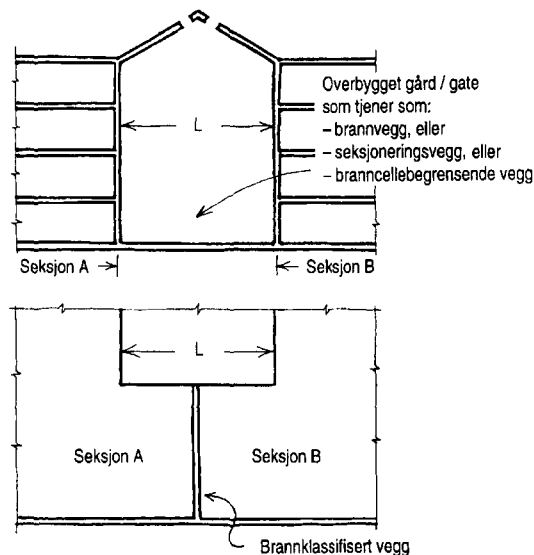 Overbygget gård / gate
som tjener som:
– brannvegg, eller
– seksjoneringsvegg, eller
– branncellebegrensende vegg
L
Seksjon A
Seksjon B
L
Seksjon A
Seksjon B
Brannklassifisert vegg